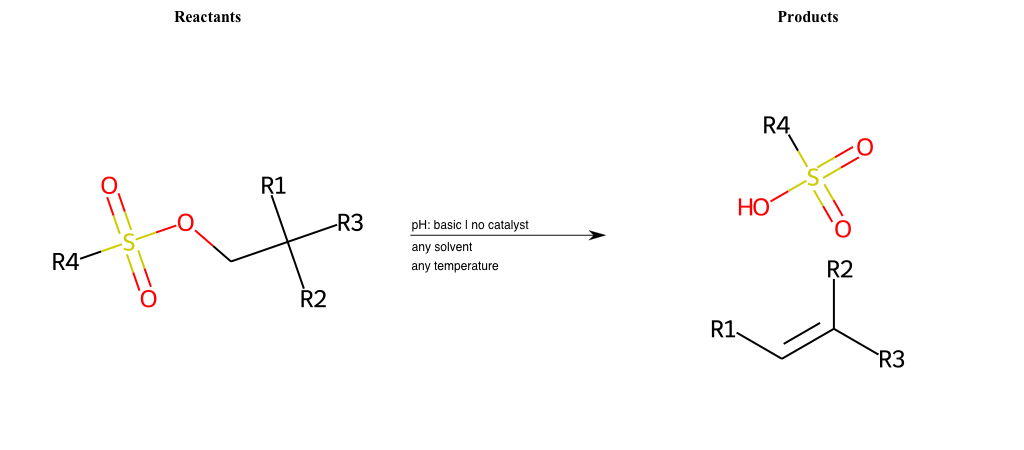 Reactants
Products
R4
O
S
O
O
R1
R3
R2
pH: basic | no catalyst
any solvent
any temperature
R4
O
S
HO
O
R2
R1
R3